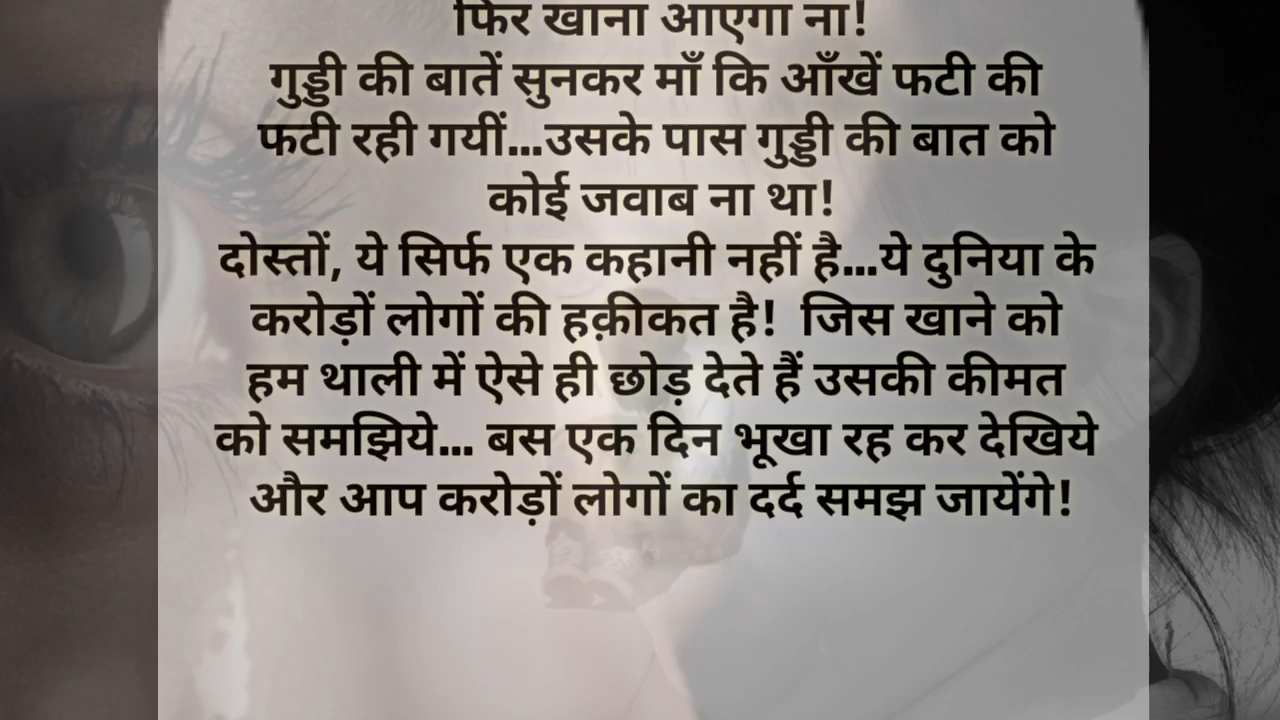 फिर खाना आएगा ना!
गुड्डी की बातें सुनकर माँ कि आँखें फटी की
फटी रही गयीं...उसके पास गुड्डी की बात को
कोई जवाब ना था!
दोस्तों, ये सिर्फ एक कहानी नहीं है...ये दुनिया के
करोड़ों लोगों की हक़ीकत है! जिस खाने को
हम थाली में ऐसे ही छोड़ देते हैं उसकी कीमत
को समझिये... बस एक दिन भूखा रह कर देखिये
और आप करोड़ों लोगों का दर्द समझ जायेंगे!